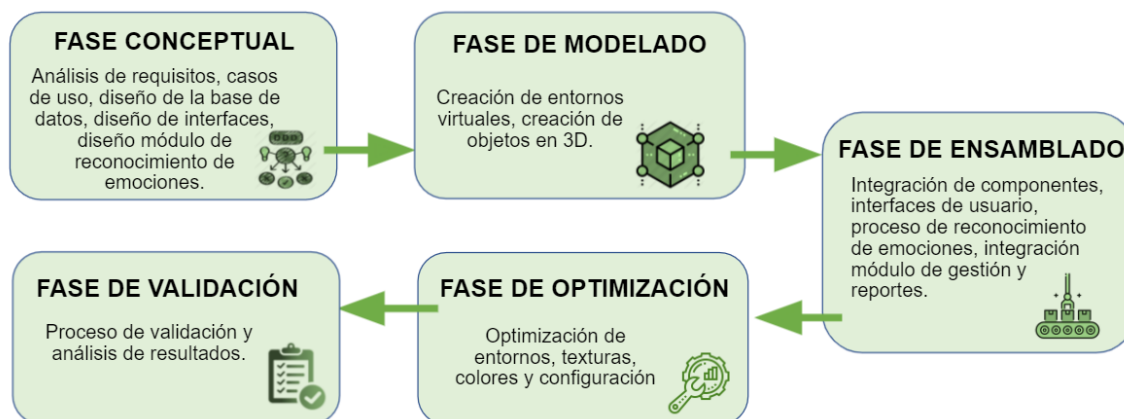 FASE CONCEPTUAL
Análisis de requisitos, casos
de uso, diseño de la base de
datos, diseño de interfaces,
diseño módulo de
reconocimiento de
emociones.
FASE DE MODELADO
Creación de entornos
virtuales, creación de
objetos en 3D.
FASE DE ENSAMBLADO
Integración de componentes,
interfaces de usuario,
proceso de reconocimiento
de emociones, integración
módulo de gestión y
reportes.
FASE DE OPTIMIZACIÓN
Optimización de
entornos, texturas,
colores y configuración
FASE DE VALIDACIÓN
Proceso de validación y
análisis de resultados.